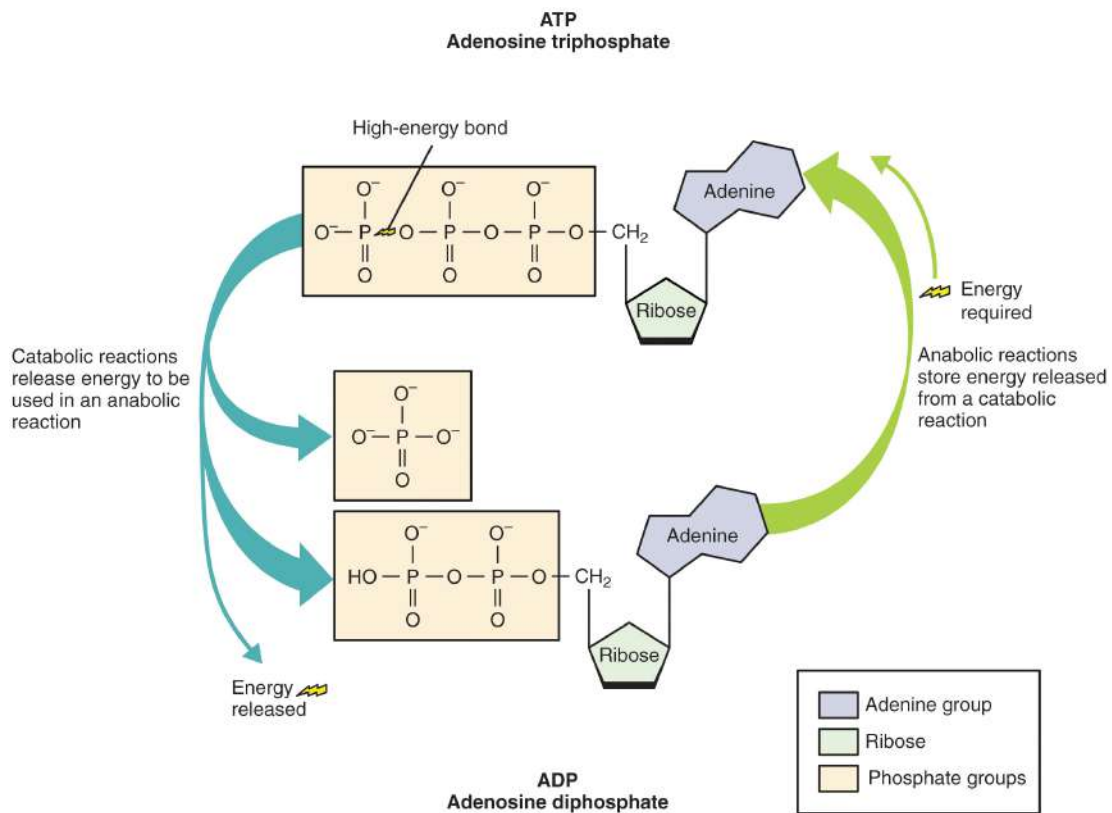 ATP
Adenosine triphosphate
High-energy bond
O⁻ O⁻ O⁻
O⁻ — P O — P — O — P — O — CH₂
O O O
Adenine
Ribose
Energy
required
Catabolic reactions
release energy to be
used in an anabolic
reaction
Anabolic reactions
store energy released
from a catabolic
reaction
O⁻
O⁻ — P — O⁻
O
O⁻ O⁻
HO — P — O — P — O — CH₂
O O
Adenine
Ribose
Energy
released
Adenine group
Ribose
Phosphate groups
ADP
Adenosine diphosphate